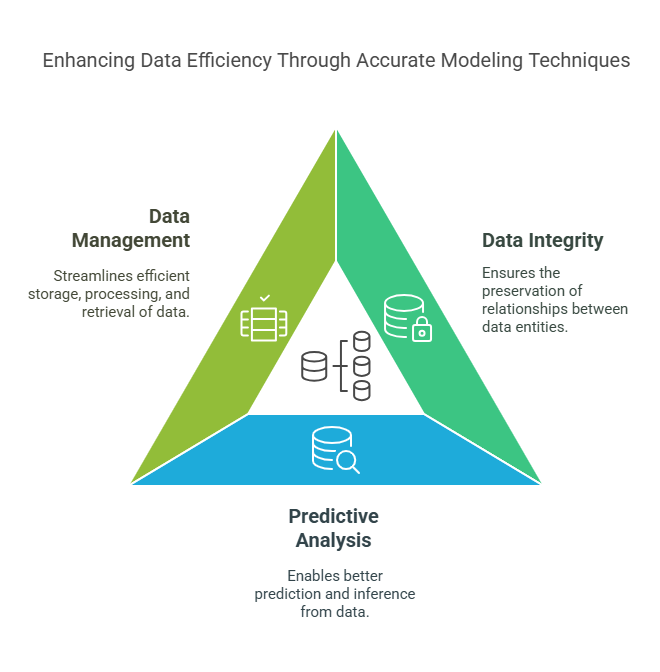 Enhancing Data Efficiency Through Accurate Modeling Techniques
Data
Management
Streamlines efficient
storage, processing, and
retrieval of data.
Data Integrity
Ensures the
preservation of
relationships between
data entities.
Predictive
Analysis
Enables better
prediction and inference
from data.